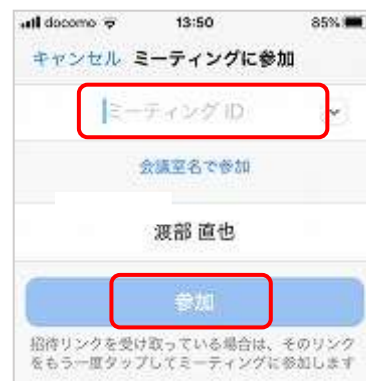 docomo 13:50 85%
キャンセル ミーティングに参加
ミーティング ID
会議室名で参加
渡部 直也
参加
招待リンクを受け取っている場合は、そのリンク
をもう一度タップしてミーティングに参加します